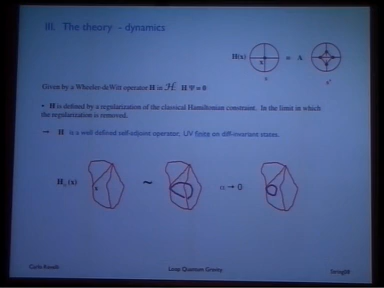 III. The theory - dynamics
H(x) = A
x x'
Given by a Wheeler-deWitt operator H in ℋ: H Ψ = 0
• H is defined by a regularization of the classical Hamiltonian constraint. In the limit in which
the regularization is removed.
→ H is a well defined self-adjoint operator, UV finite on diff-invariant states.
(x) ~ α → 0
Carlo Rovelli Loop Quantum Gravity Strings08